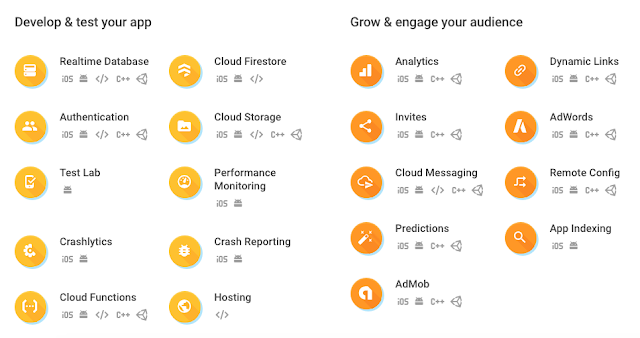 Develop & test your app
Realtime Database
iOS </> C++
Cloud Firestore
iOS </>
Authentication
iOS </> C++
Cloud Storage
iOS </> C++
Test Lab
Performance
Monitoring
iOS
Crashlytics
iOS
Crash Reporting
iOS
Cloud Functions
iOS </> C++
Hosting
</>
Grow & engage your audience
Analytics
iOS C++
Dynamic Links
iOS C++
Invites
iOS C++
AdWords
iOS C++
Cloud Messaging
iOS </> C++
Remote Config
iOS C++
Predictions
iOS C++
App Indexing
iOS
AdMob
iOS C++